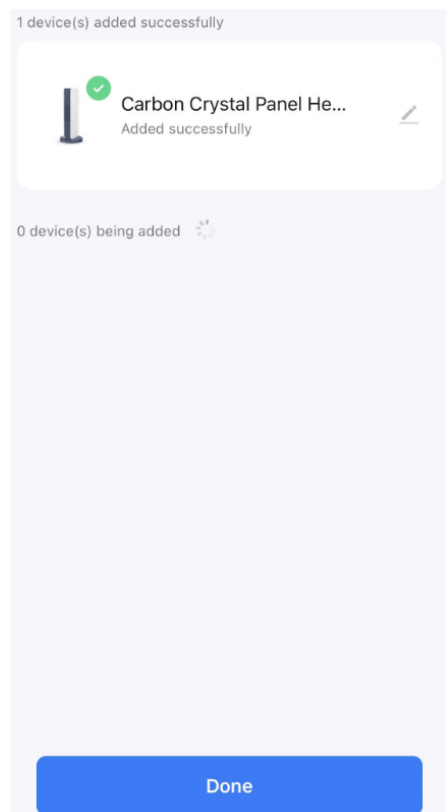 1 device(s) added successfully
Carbon Crystal Panel He...
Added successfully
0 device(s) being added
Done